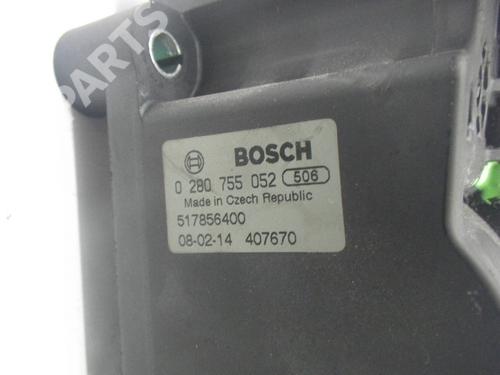 PARTS
BOSCH
0 280 755 052 506
Made in Czech Republic
517856400
08-02-14 407670